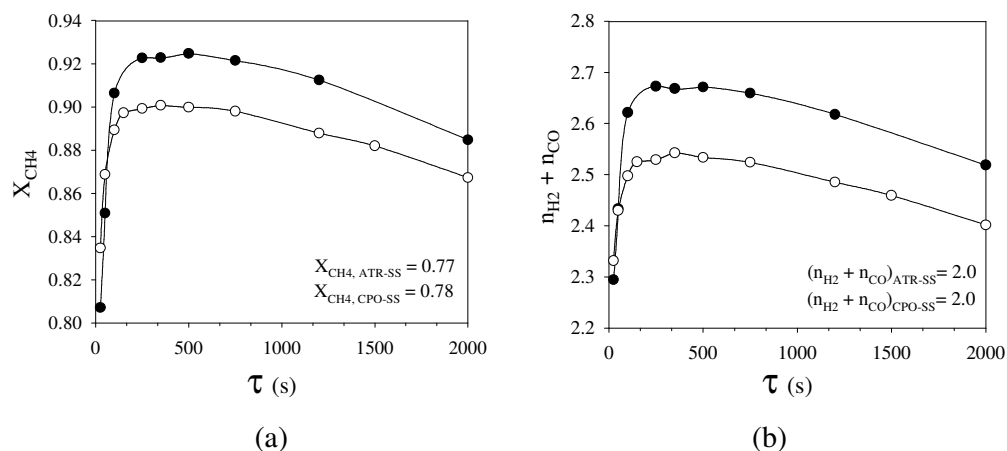 0.94
0.92
0.90
0.88
0.86
0.84
0.82
0.80
X_CH4
X_CH4, ATR-SS = 0.77
X_CH4, CPO-SS = 0.78
0 500 1000 1500 2000
τ (s)
(a)
2.8
2.7
2.6
2.5
2.4
2.3
2.2
n_H2 + n_CO
(n_H2 + n_CO)_ATR-SS= 2.0
(n_H2 + n_CO)_CPO-SS= 2.0
0 500 1000 1500 2000
τ (s)
(b)